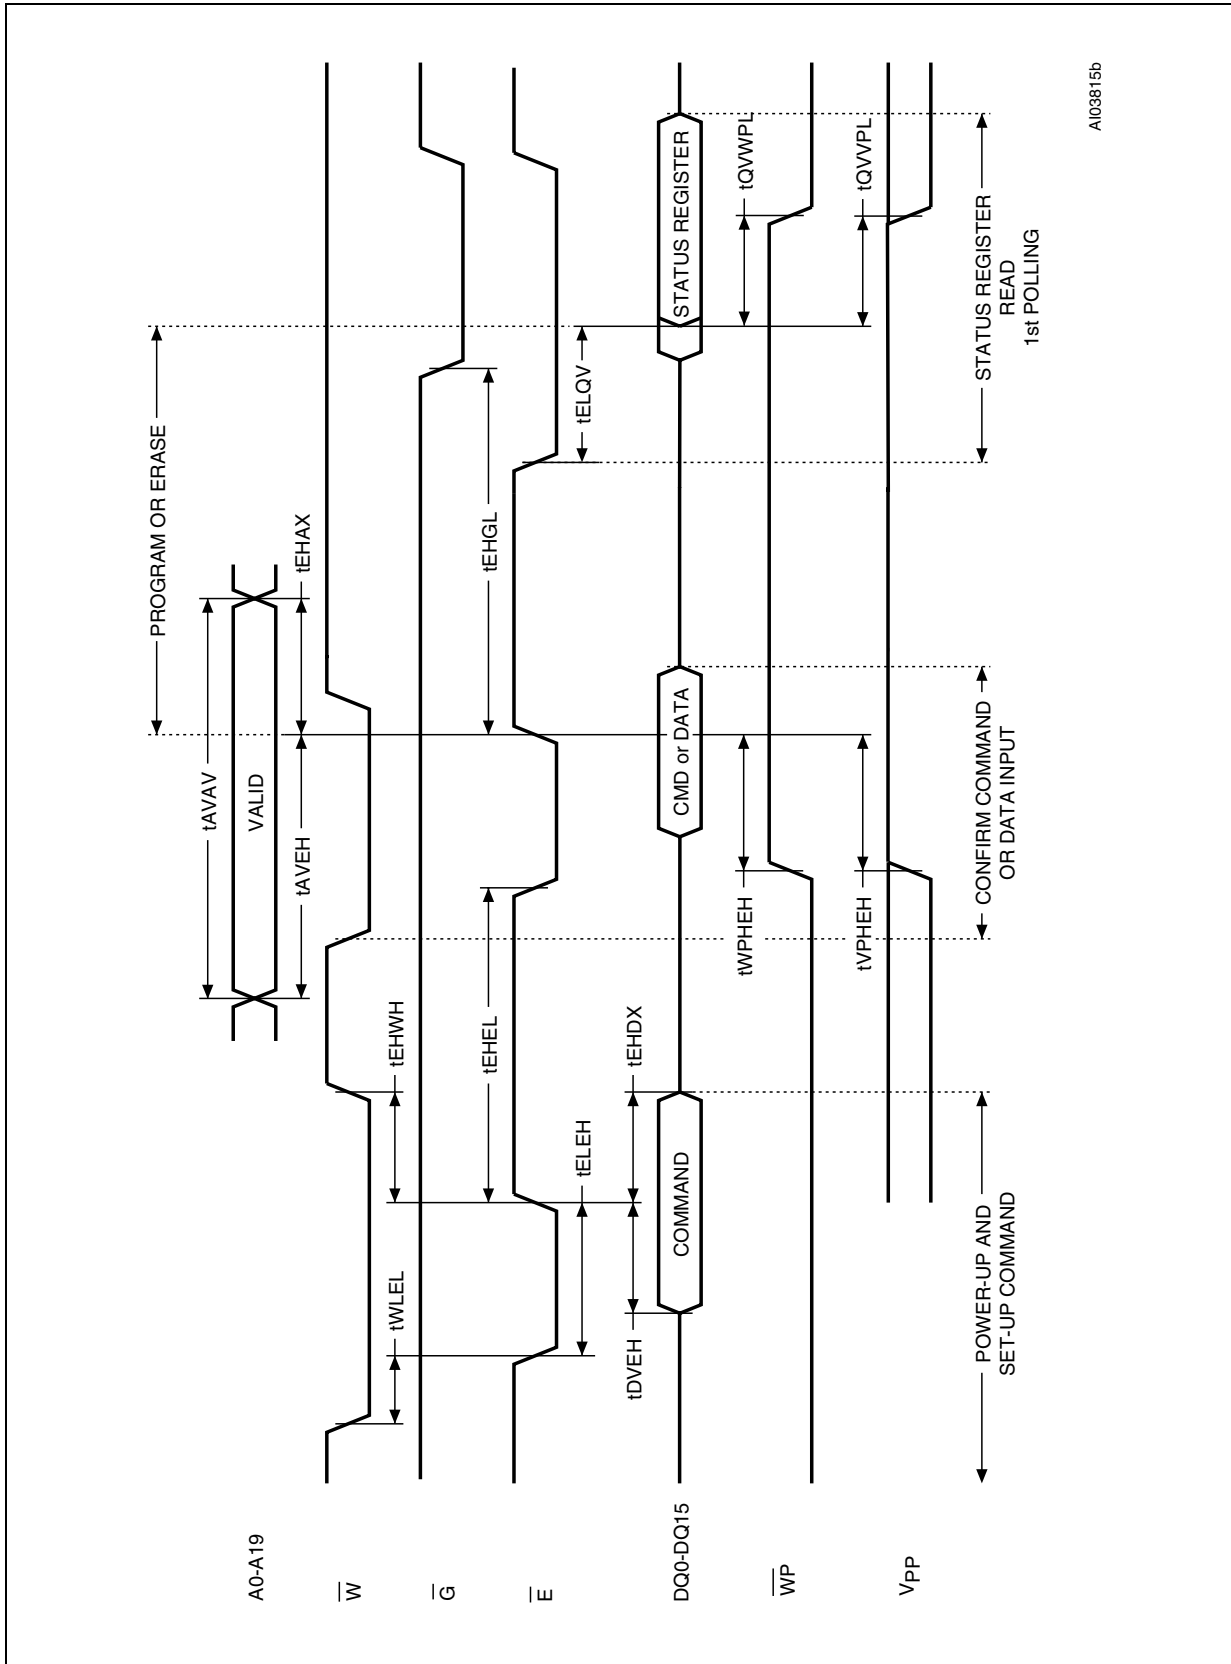 PROGRAM OR ERASE
tAVAV
A0-A19
VALID
tAVEH
tEHAX
W
tWLEL
tEHWH
G
tEHEL
tEHGL
E
tELEH
tELQV
tDVEH
tEHDX
DQ0-DQ15
COMMAND
CMD or DATA
STATUS REGISTER
tWPHEH
tQVWPL
WP
tVPHEH
tQVVPL
VPP
POWER-UP AND
SET-UP COMMAND
CONFIRM COMMAND
OR DATA INPUT
STATUS REGISTER
READ
1st POLLING
AI03815b